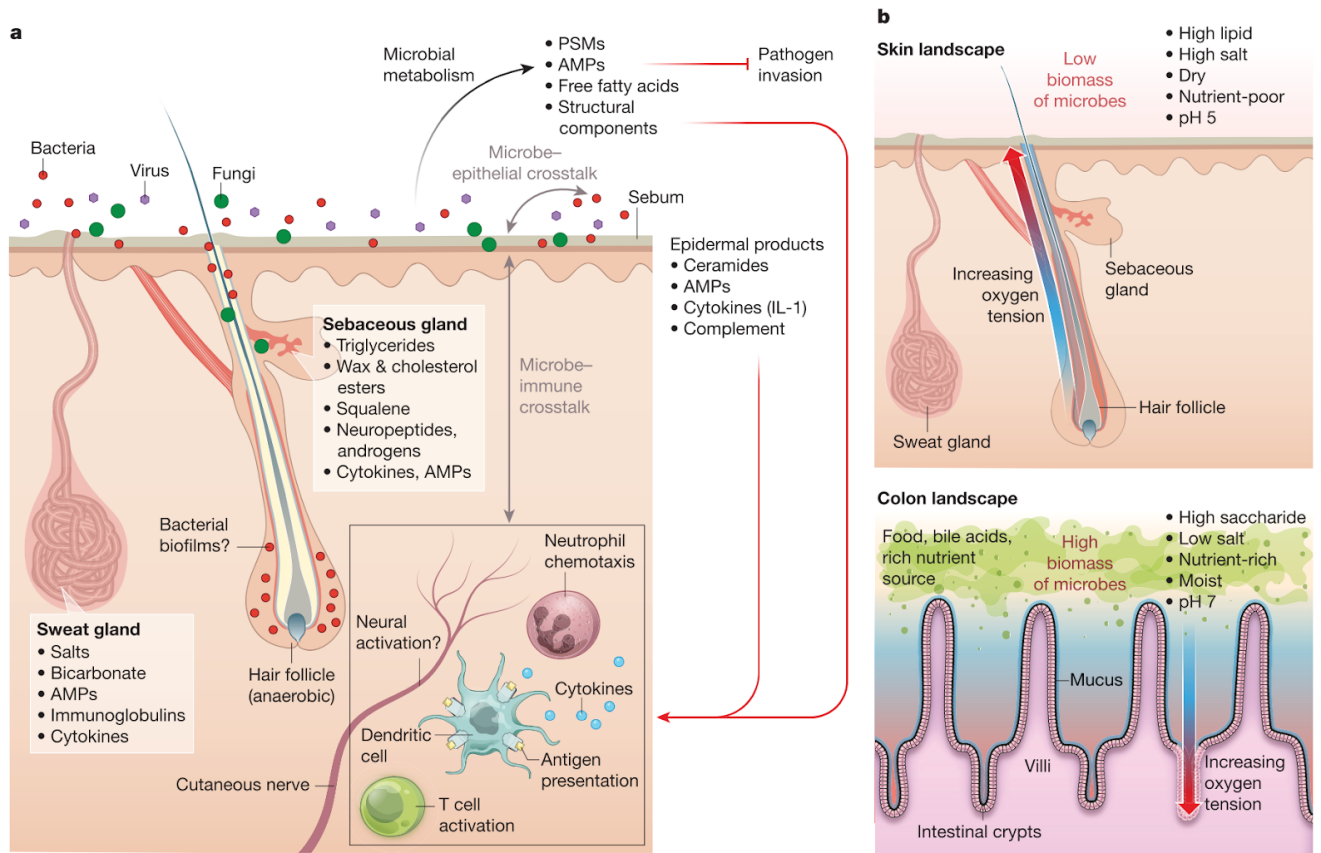 a
Microbial
metabolism
• PSMs
• AMPs
• Free fatty acids
• Structural
components
Pathogen
invasion
Bacteria
Virus
Fungi
Microbe–
epithelial crosstalk
Sebum
Epidermal products
• Ceramides
• AMPs
• Cytokines (IL-1)
• Complement
Sebaceous gland
• Triglycerides
• Wax & cholesterol
esters
• Squalene
• Neuropeptides,
androgens
• Cytokines, AMPs
Microbe–
immune
crosstalk
Bacterial
biofilms?
Sweat gland
• Salts
• Bicarbonate
• AMPs
• Immunoglobulins
• Cytokines
Hair follicle
(anaerobic)
Neural
activation?
Neutrophil
chemotaxis
Cytokines
Dendritic
cell
Antigen
presentation
Cutaneous nerve
T cell
activation
b
Skin landscape
Low
biomass
of microbes
• High lipid
• High salt
• Dry
• Nutrient-poor
• pH 5
Increasing
oxygen
tension
Sebaceous
gland
Hair follicle
Sweat gland
Colon landscape
Food, bile acids,
rich nutrient
source
High
biomass
of microbes
• High saccharide
• Low salt
• Nutrient-rich
• Moist
• pH 7
Mucus
Villi
Increasing
oxygen
tension
Intestinal crypts